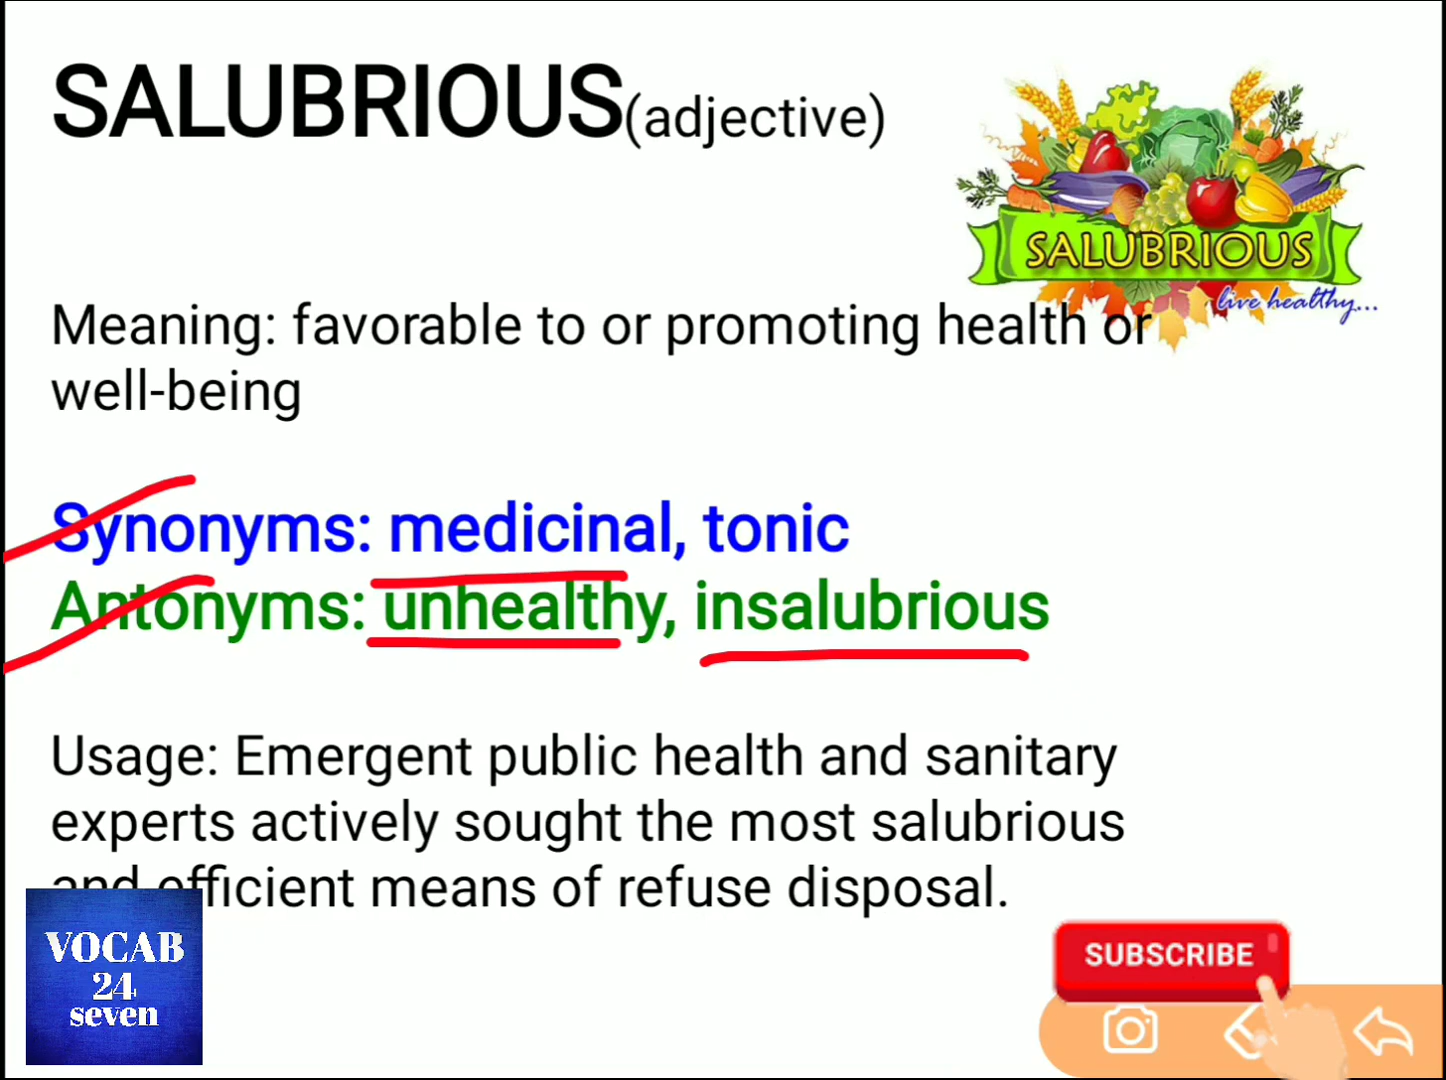 SALUBRIOUS(adjective)
SALUBRIOUS
live healthy...
Meaning: favorable to or promoting health or
well-being
Synonyms: medicinal, tonic
Antonyms: unhealthy, insalubrious
Usage: Emergent public health and sanitary
experts actively sought the most salubrious
and efficient means of refuse disposal.
VOCAB
24
seven
SUBSCRIBE